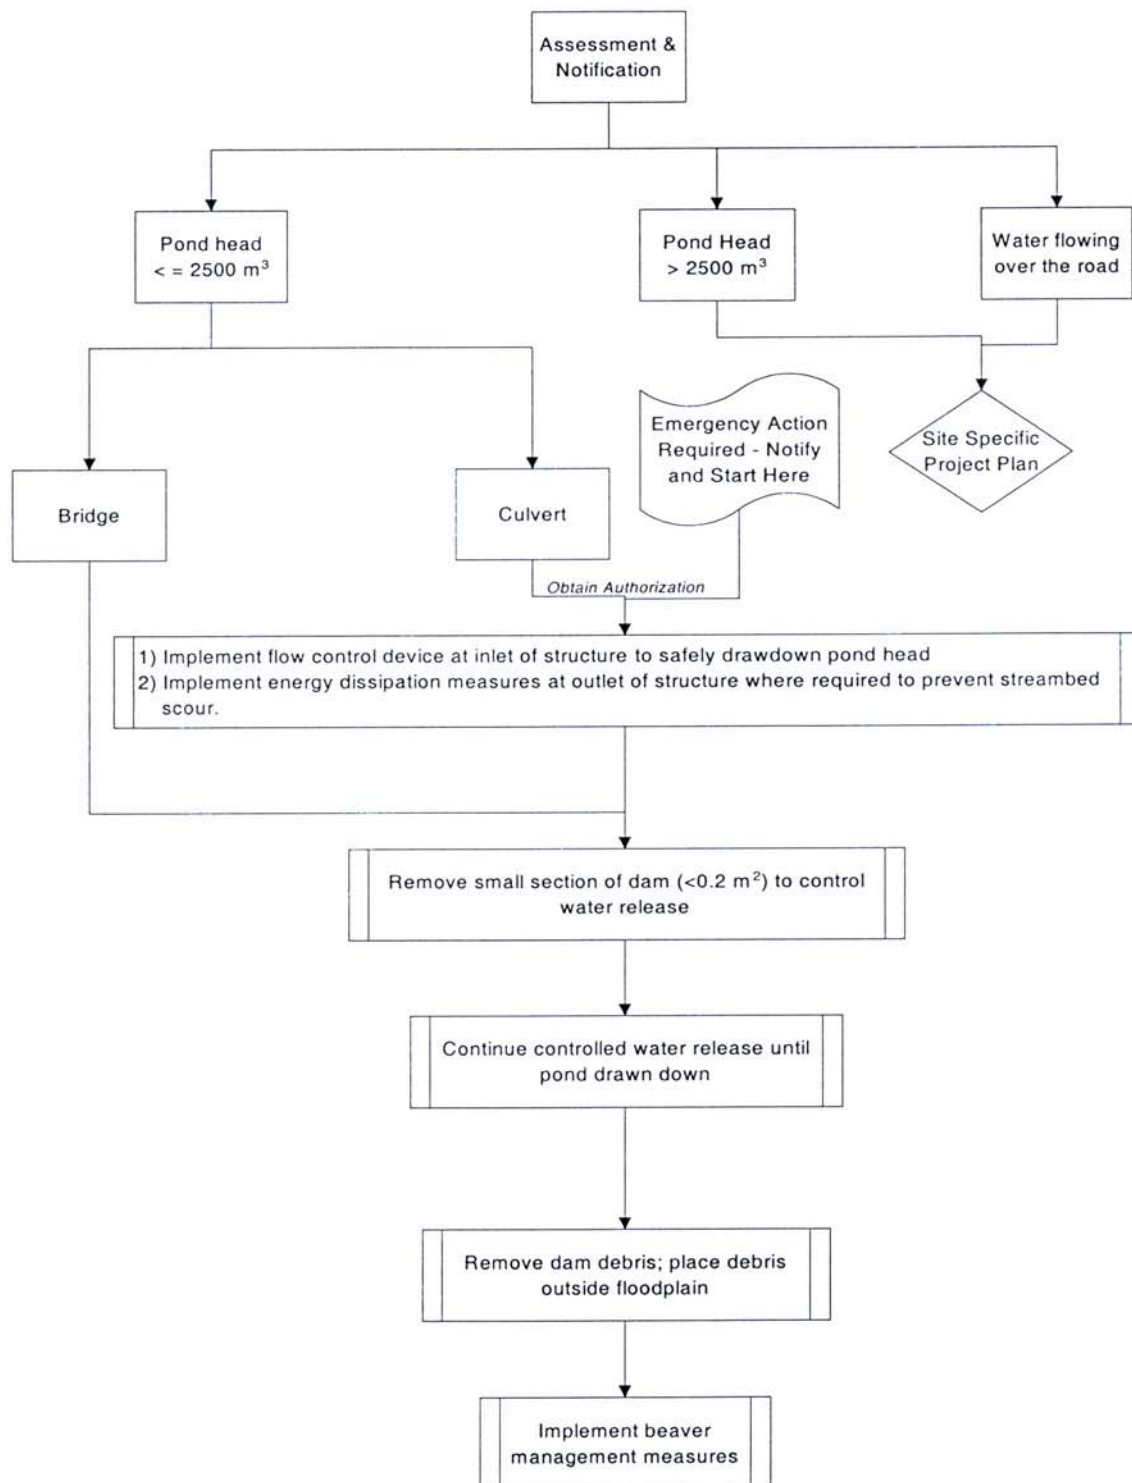 Assessment &
Notification
Pond head
< = 2500 m³
Pond Head
> 2500 m³
Water flowing
over the road
Emergency Action
Required - Notify
and Start Here
Site Specific
Project Plan
Bridge
Culvert
Obtain Authorization
1) Implement flow control device at inlet of structure to safely drawdown pond head
2) Implement energy dissipation measures at outlet of structure where required to prevent streambed
scour.
Remove small section of dam (<0.2 m²) to control
water release
Continue controlled water release until
pond drawn down
Remove dam debris; place debris
outside floodplain
Implement beaver
management measures